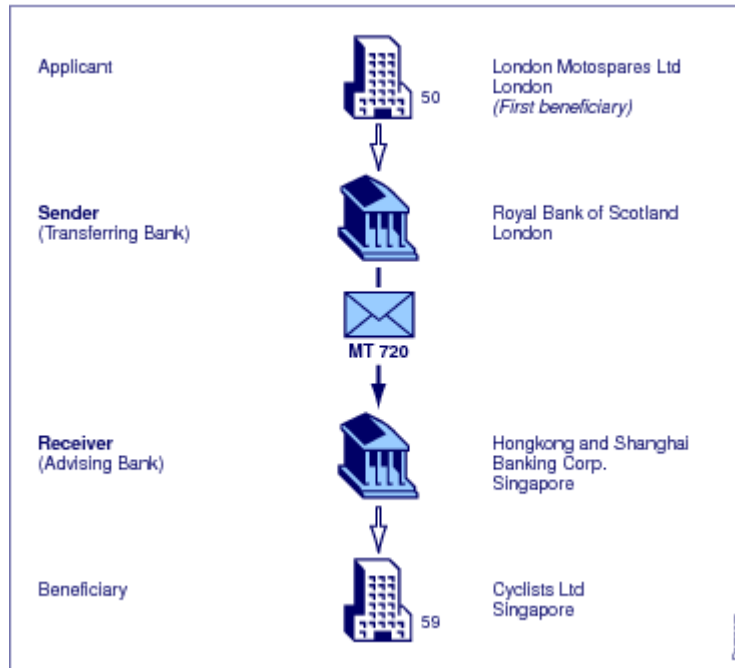 Applicant
50
London Motospares Ltd
London
(First beneficiary)
Sender
(Transferring Bank)
Royal Bank of Scotland
London
MT 720
Receiver
(Advising Bank)
Hongkong and Shanghai
Banking Corp.
Singapore
Beneficiary
59
Cyclists Ltd
Singapore